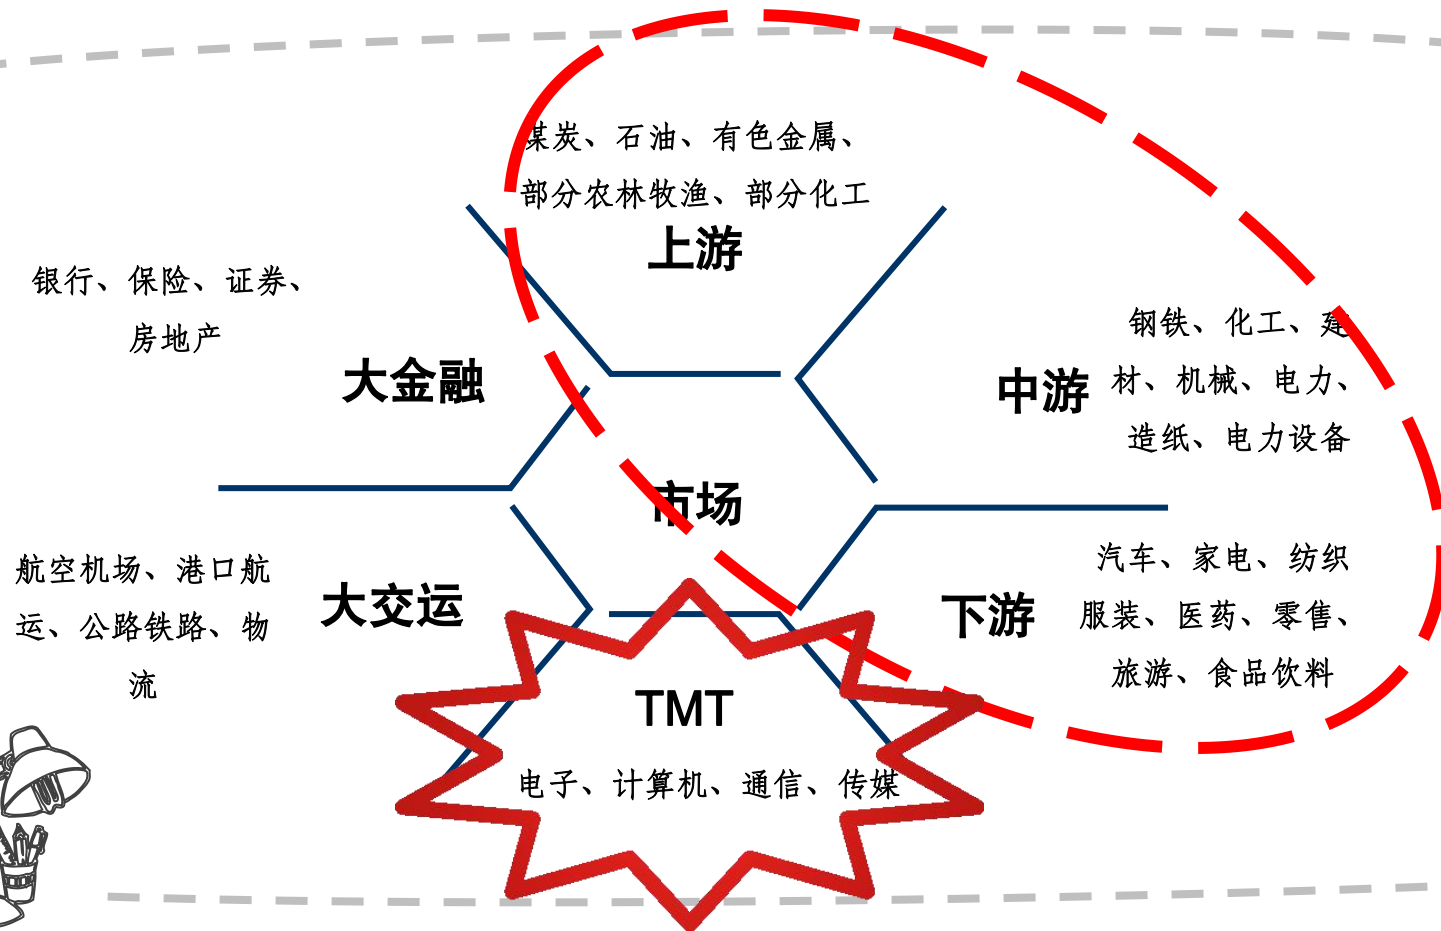 煤炭、石油、有色金属、
部分农林牧渔、部分化工
上游
银行、保险、证券、
房地产
大金融
钢铁、化工、建
材、机械、电力、
造纸、电力设备
中游
市场
航空机场、港口航
运、公路铁路、物
流
大交运
汽车、家电、纺织
服装、医药、零售、
旅游、食品饮料
下游
TMT
电子、计算机、通信、传媒